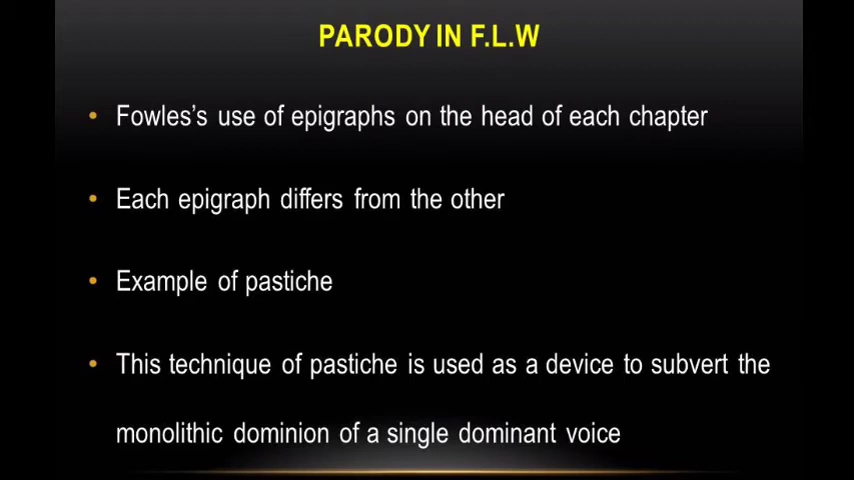 PARODY IN F.L.W
• Fowles's use of epigraphs on the head of each chapter
• Each epigraph differs from the other
• Example of pastiche
• This technique of pastiche is used as a device to subvert the
monolithic dominion of a single dominant voice